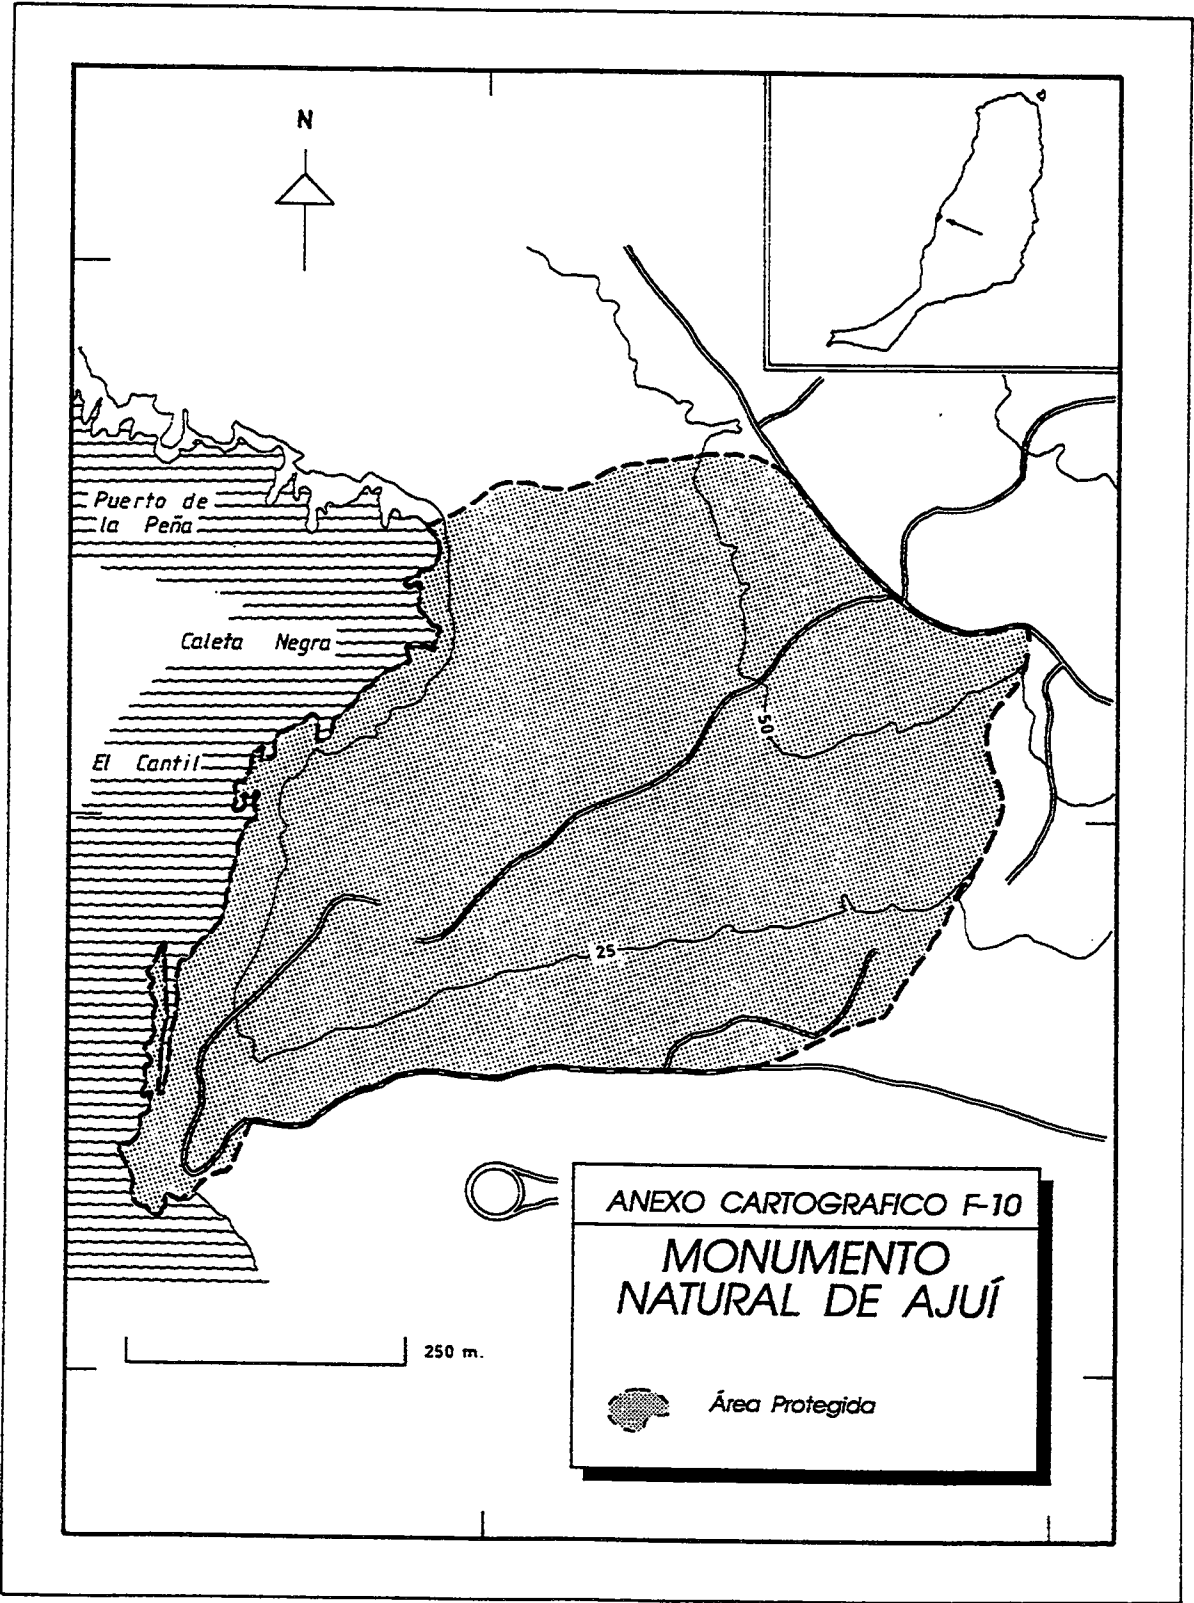 N
Puerto de
la Peña
Caleta Negra
El Cantil
50
25
ANEXO CARTOGRAFICO F-10
MONUMENTO
NATURAL DE AJUÍ
250 m.
Área Protegida